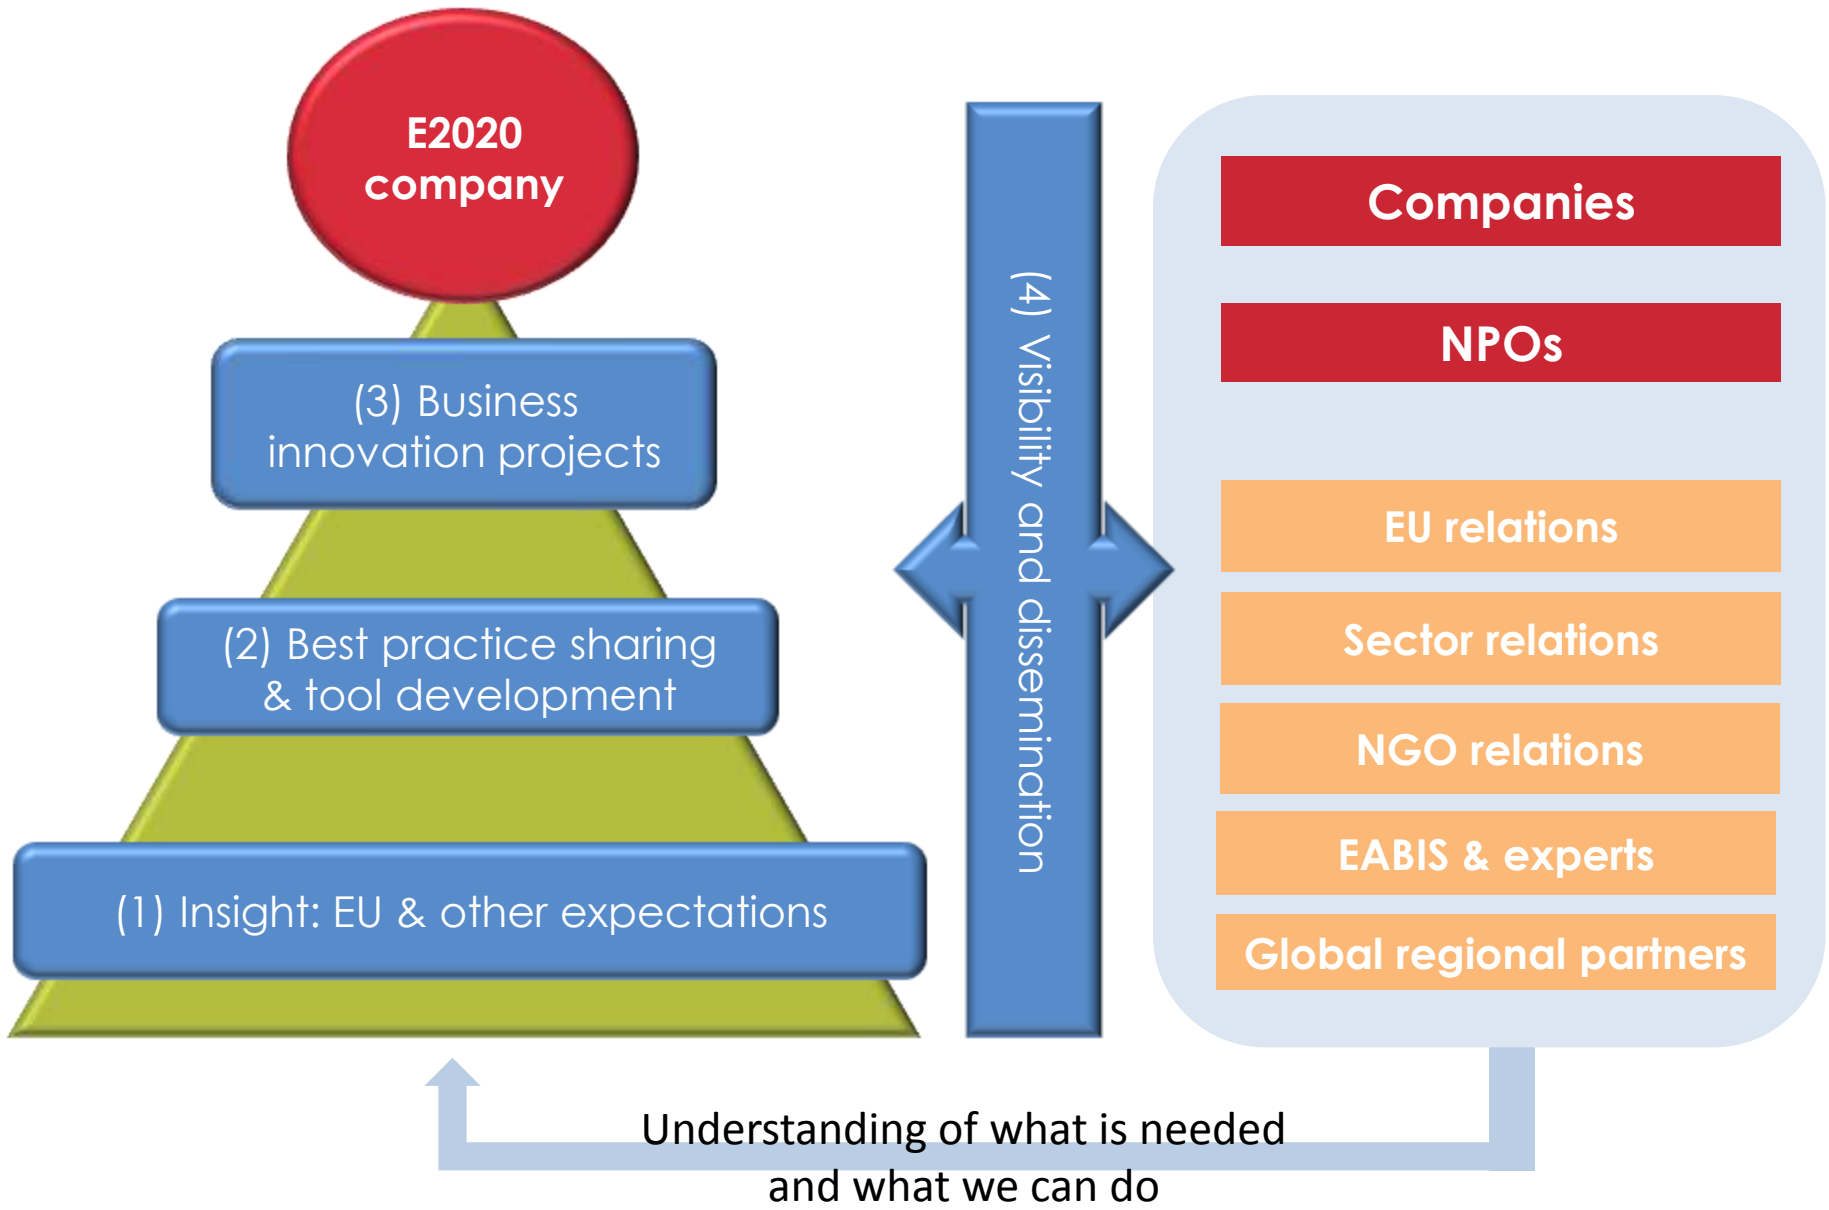 E2020
company
(3) Business
innovation projects
(2) Best practice sharing
& tool development
(1) Insight: EU & other expectations
(4) Visibility and dissemination
Companies
NPOs
EU relations
Sector relations
NGO relations
EABIS & experts
Global regional partners
Understanding of what is needed
and what we can do